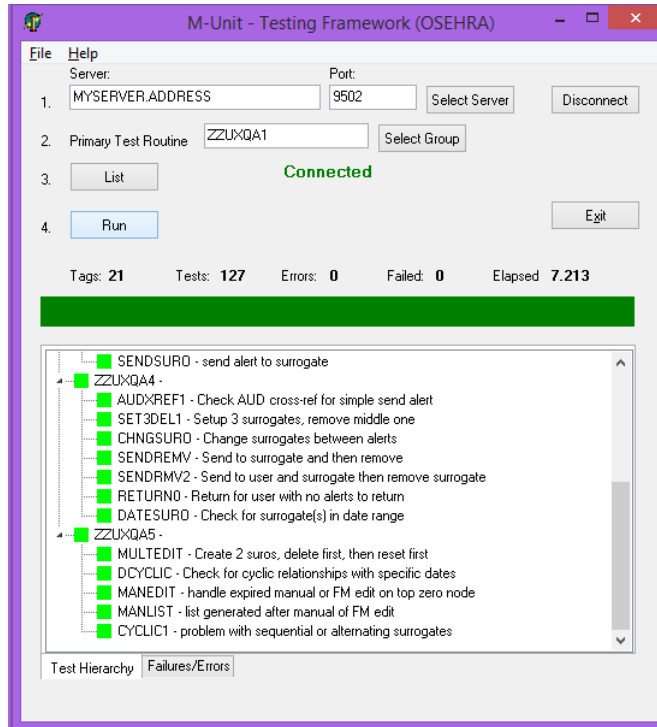 M-Unit - Testing Framework (OSEHRA)
File Help
Server: Port:
1. MYSERVER.ADDRESS 9502 Select Server Disconnect
2. Primary Test Routine ZZUXQA1 Select Group
3. List Connected
Exit
4. Run
Tags: 21 Tests: 127 Errors: 0 Failed: 0 Elapsed 7.213
SENDSURO - send alert to surrogate
ZZUXQA4 -
AUDXREF1 - Check AUD cross-ref for simple send alert
SET3DEL1 - Setup 3 surrogates, remove middle one
CHNGSURO - Change surrogates between alerts
SENDREMV - Send to surrogate and then remove
SENDRMV2 - Send to user and surrogate then remove surrogate
RETURN0 - Return for user with no alerts to return
DATESURO - Check for surrogate(s) in date range
ZZUXQA5 -
MULTEDIT - Create 2 suros, delete first, then reset first
DCYCLIC - Check for cyclic relationships with specific dates
MANEDIT - handle expired manual or FM edit on top zero node
MANLIST - list generated after manual of FM edit
CYCLIC1 - problem with sequential or alternating surrogates
Test Hierarchy Failures/Errors